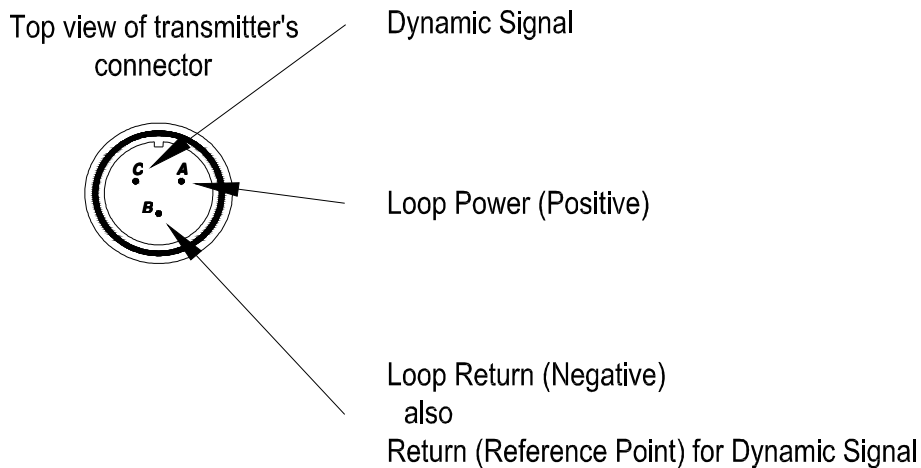 Top view of transmitter's
connector
Dynamic Signal
C
A
B
Loop Power (Positive)
Loop Return (Negative)
also
Return (Reference Point) for Dynamic Signal